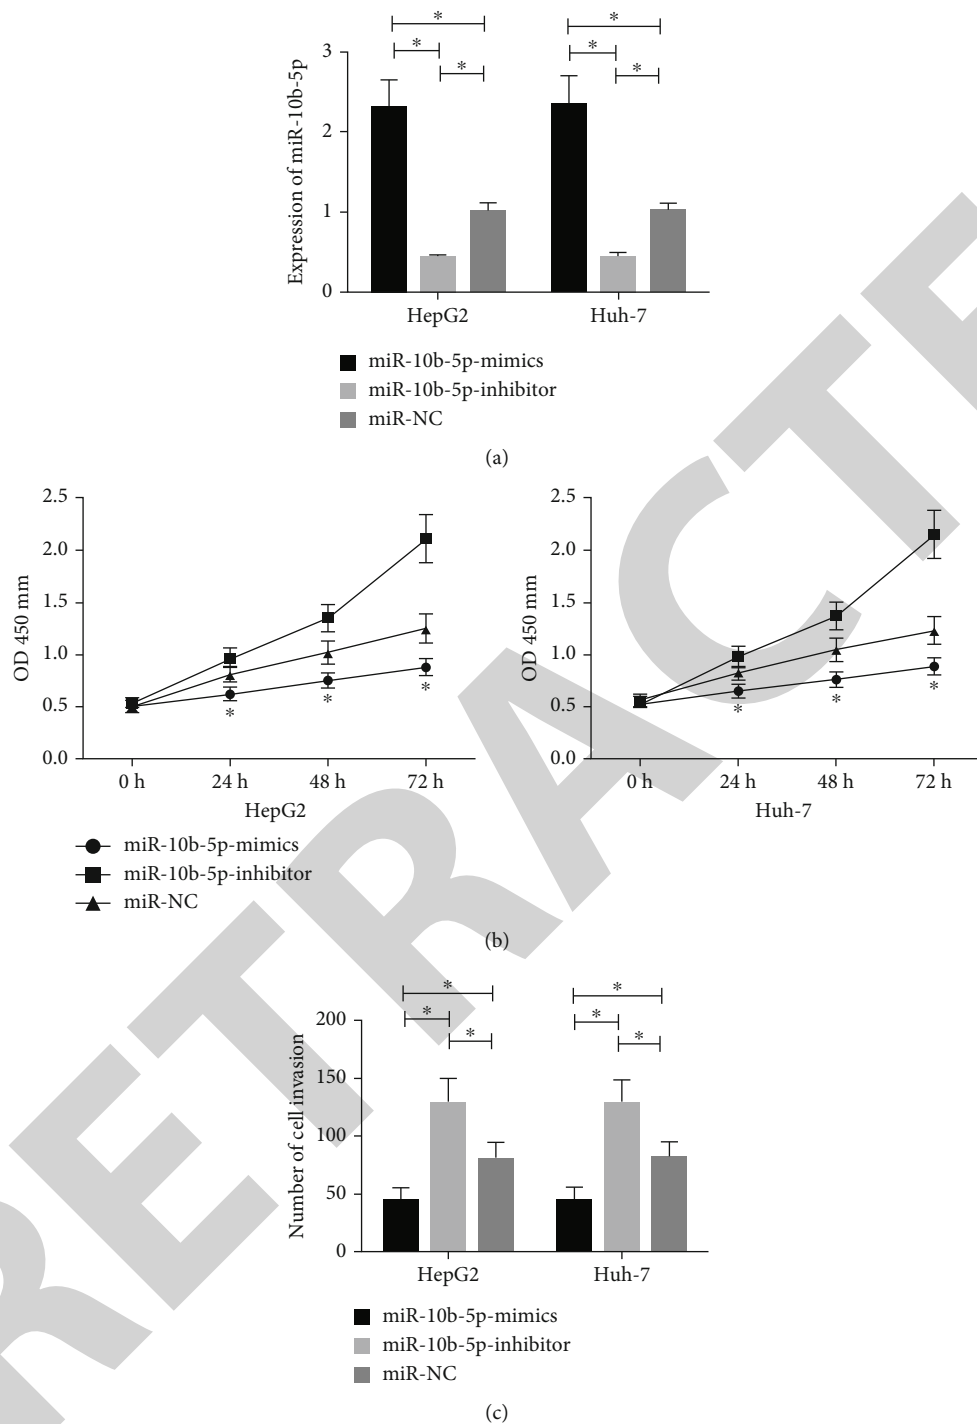 * *
* *
* *
3
2
1
0
Expression of miR-10b-5p
HepG2 Huh-7
miR-10b-5p-mimics
miR-10b-5p-inhibitor
miR-NC
(a)
2.5
2.0
1.5
1.0
0.5
0.0
OD 450 mm
* * *
0 h 24 h 48 h 72 h
HepG2
2.5
2.0
1.5
1.0
0.5
0.0
OD 450 mm
* * *
0 h 24 h 48 h 72 h
Huh-7
miR-10b-5p-mimics
miR-10b-5p-inhibitor
miR-NC
(b)
* *
* *
* *
200
150
100
50
0
Number of cell invasion
HepG2 Huh-7
miR-10b-5p-mimics
miR-10b-5p-inhibitor
miR-NC
(c)
RETRACTE